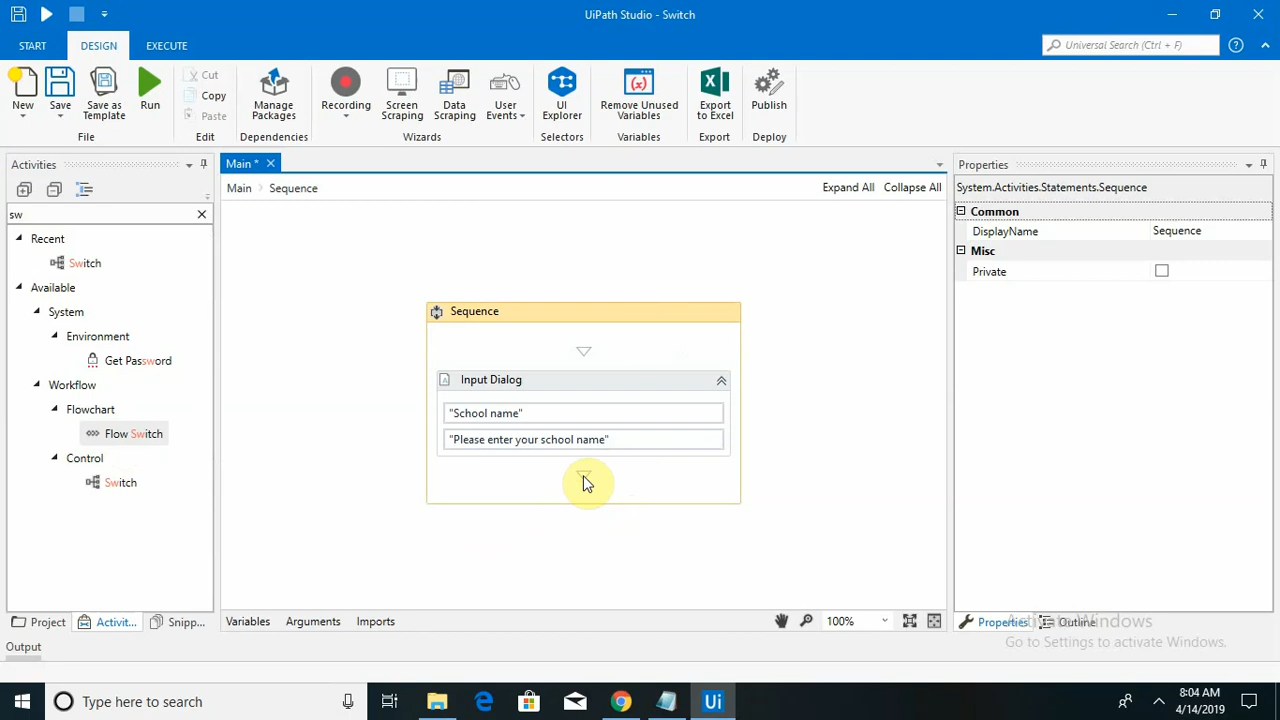 UiPath Studio - Switch
START
DESIGN
EXECUTE
Universal Search (Ctrl + F)
New
Save
Save as Template
Run
Cut
Copy
Paste
Manage Packages
Recording
Screen Scraping
Data Scraping
User Events
UI Explorer
Remove Unused Variables
Export to Excel
Publish
File
Edit
Dependencies
Wizards
Selectors
Variables
Export
Deploy
Activities
sw
Recent
Switch
Available
System
Environment
Get Password
Workflow
Flowchart
Flow Switch
Control
Switch
Project
Activit...
Snipp...
Main *
Main
Sequence
Expand All
Collapse All
Sequence
Input Dialog
"School name"
"Please enter your school name"
Variables
Arguments
Imports
100%
Properties
System.Activities.Statements.Sequence
Common
DisplayName
Sequence
Misc
Private
Properties
Outline
Activate Windows
Go to Settings to activate Windows.
Output
Type here to search
Ui
8:04 AM
4/14/2019